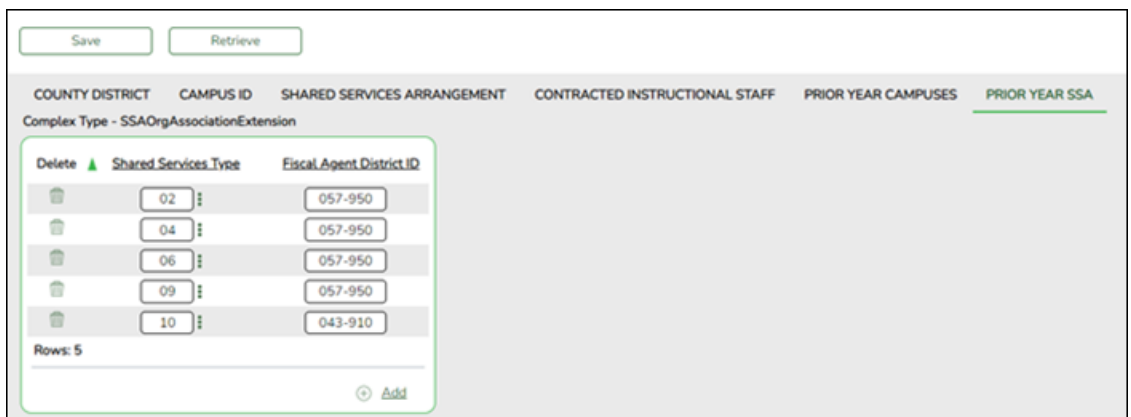 Save Retrieve
COUNTY DISTRICT CAMPUS ID SHARED SERVICES ARRANGEMENT CONTRACTED INSTRUCTIONAL STAFF PRIOR YEAR CAMPUSES PRIOR YEAR SSA
Complex Type - SSAOrgAssociationExtension
Delete Shared Services Type Fiscal Agent District ID
02 057-950
04 057-950
06 057-950
09 057-950
10 043-910
Rows: 5
Add